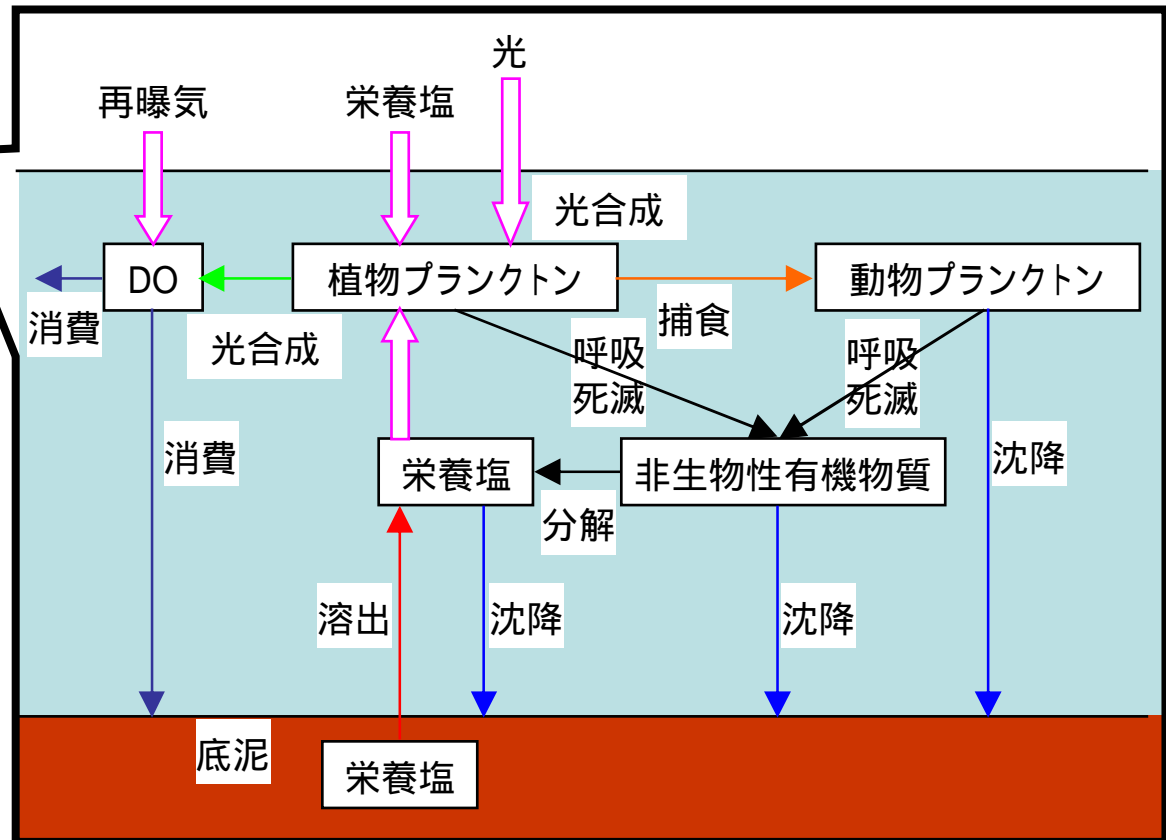 光
再曝気
栄養塩
光合成
DO
植物プランクトン
動物プランクトン
消費
光合成
捕食
呼吸
死滅
呼吸
死滅
消費
栄養塩
非生物性有機物質
沈降
分解
溶出
沈降
沈降
底泥
栄養塩